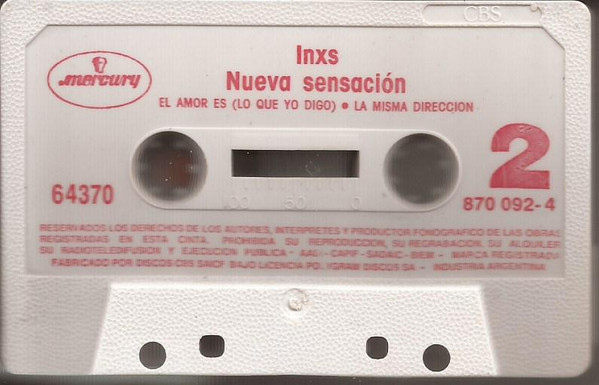 CBS
Inxs
mercury
Nueva sensación
EL AMOR ES (LO QUE YO DIGO) • LA MISMA DIRECCION
2
64370
100 50 0
870 092-4
RESERVADOS LOS DERECHOS DE LOS AUTORES, INTERPRETES Y PRODUCTOR FONOGRAFICO DE LAS OBRAS
REGISTRADAS EN ESTA CINTA. PROHIBIDA SU REPRODUCCION, SU REGRABACION, SU ALQUILER
SU RADIOTELEDIFUSION Y EJECUCION PUBLICA - AADI - CAPIF - SADAIC - BIEM - MARCA REGISTRADA
FABRICADO POR DISCOS CBS SAICF BAJO LICENCIA PO YGRAM DISCOS SA - INDUSTRIA ARGENTINA